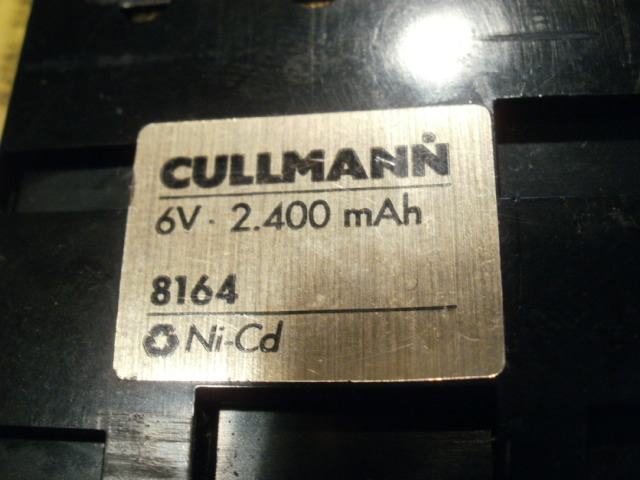 CULLMANN
6V · 2.400 mAh
8164
Ni-Cd